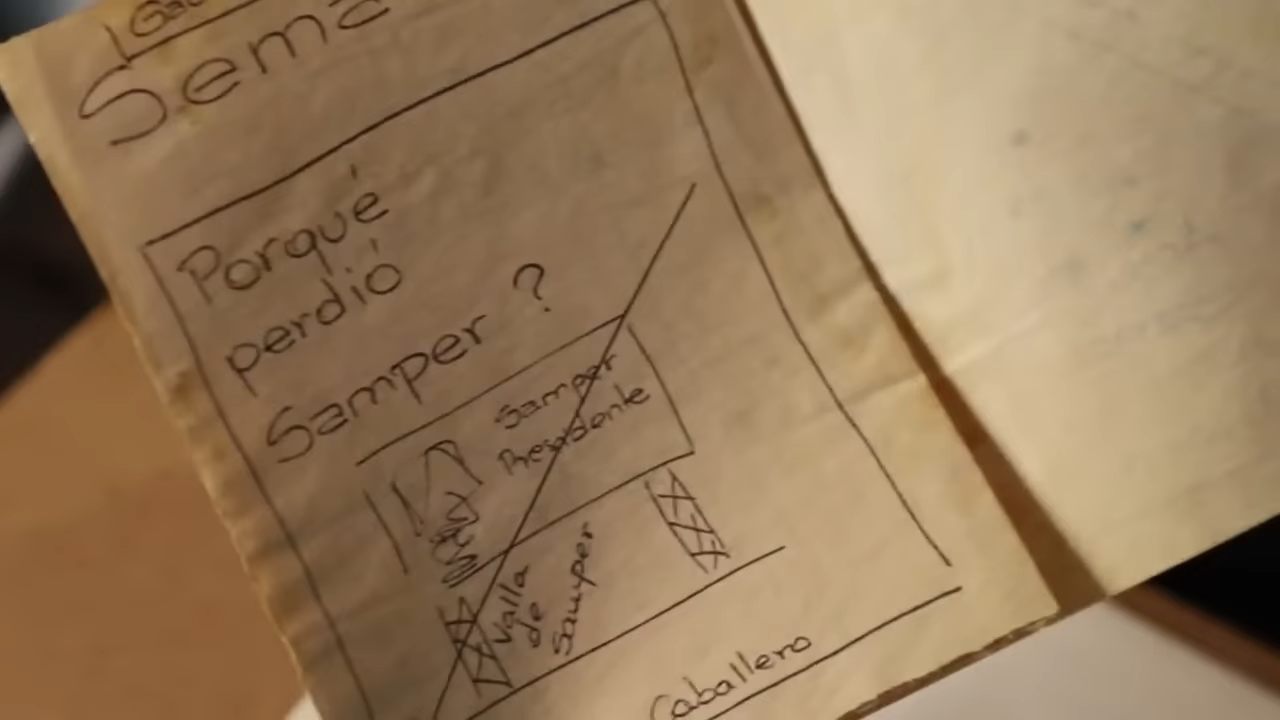 Sema
Porqué
perdió
Samper ?
Samper
Presidente
Valla
de
Samper
Caballero